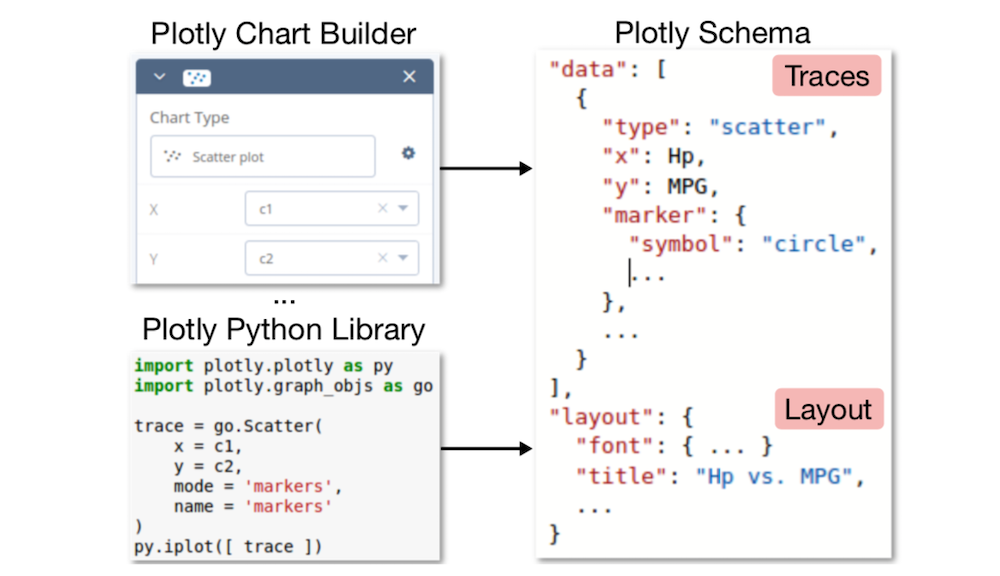 Plotly Chart Builder
Chart Type
Scatter plot
X c1
Y c2
...
Plotly Python Library
import plotly.plotly as py
import plotly.graph_objs as go
trace = go.Scatter(
    x = c1,
    y = c2,
    mode = 'markers',
    name = 'markers'
)
py.iplot([ trace ])
Plotly Schema
"data": [
Traces
  {
    "type": "scatter",
    "x": Hp,
    "y": MPG,
    "marker": {
      "symbol": "circle",
      ...
    },
    ...
  }
],
"layout": {
Layout
  "font": { ... }
  "title": "Hp vs. MPG",
  ...
}